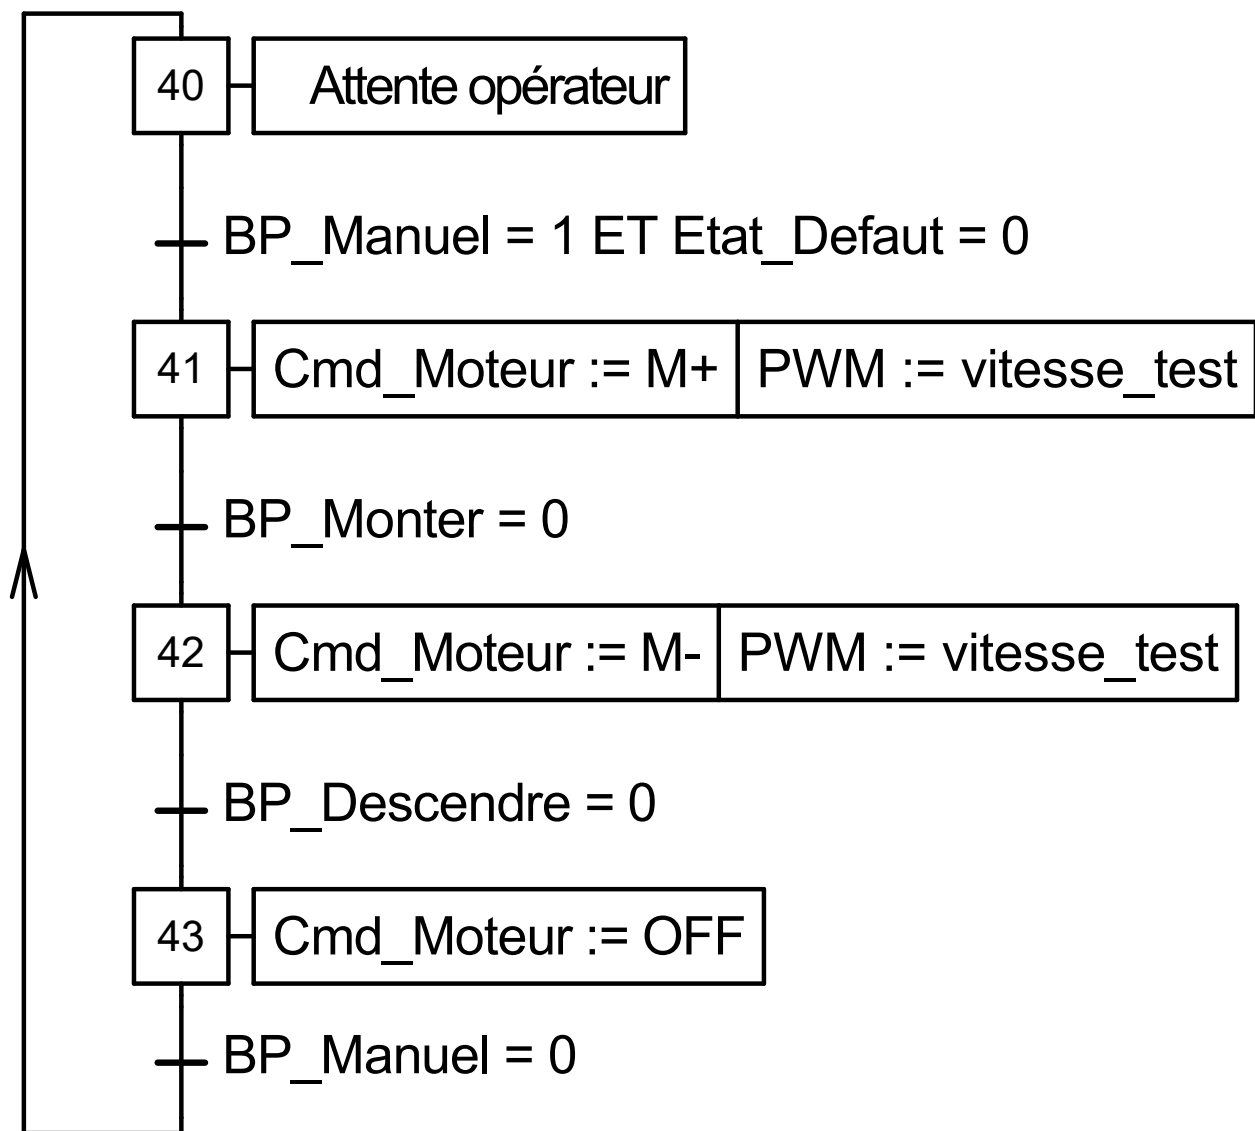 40 Attente opérateur
BP_Manuel = 1 ET Etat_Defaut = 0
41 Cmd_Moteur := M+ PWM := vitesse_test
BP_Monter = 0
42 Cmd_Moteur := M- PWM := vitesse_test
BP_Descendre = 0
43 Cmd_Moteur := OFF
BP_Manuel = 0